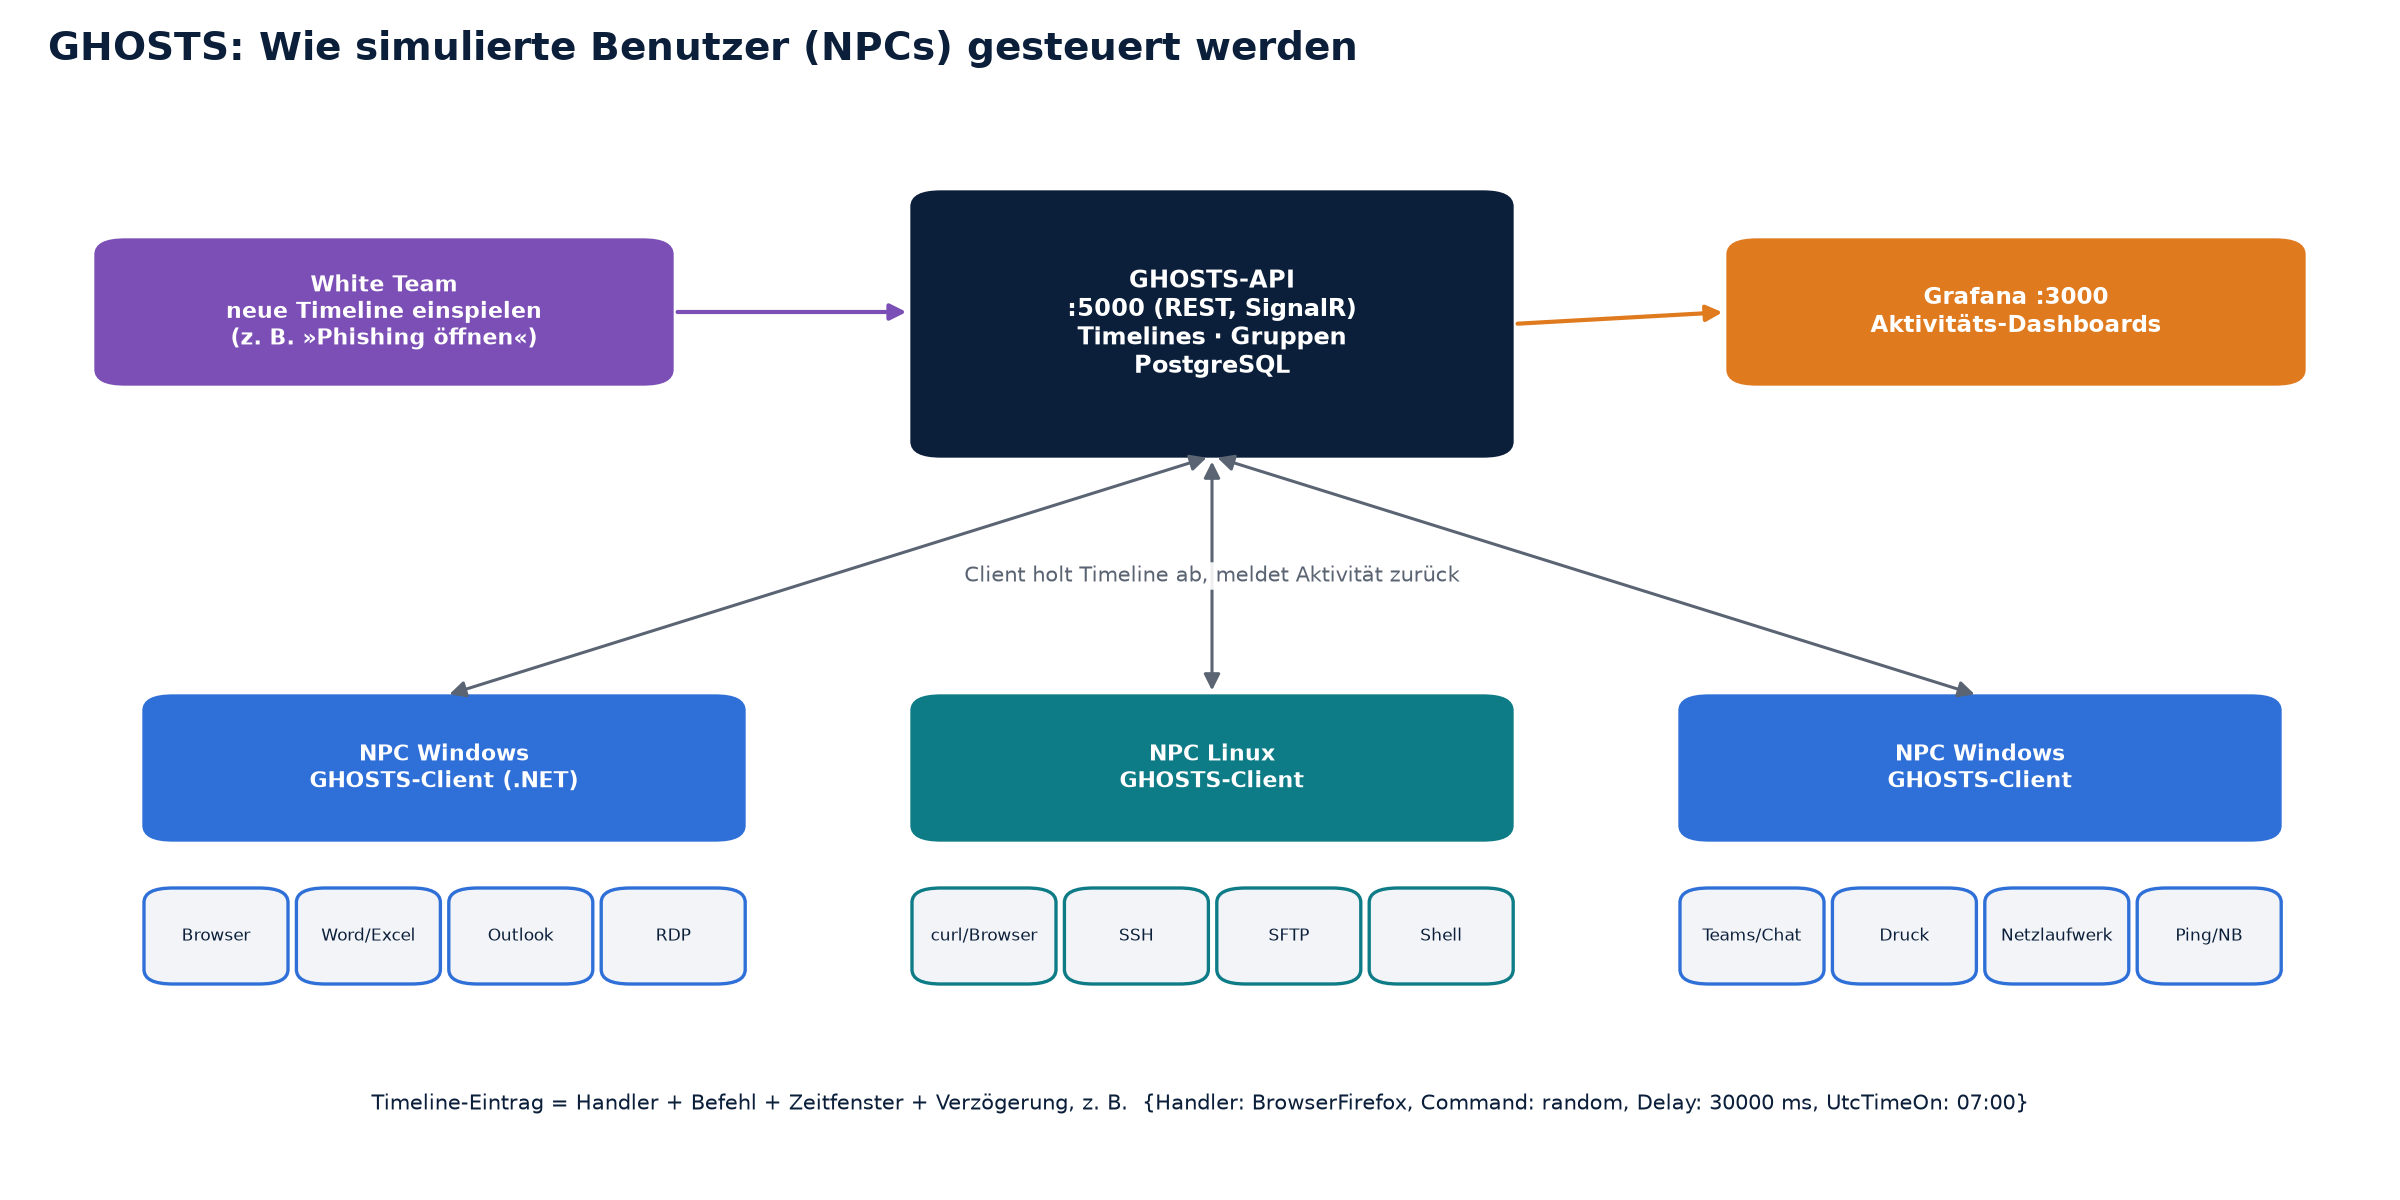 GHOSTS: Wie simulierte Benutzer (NPCs) gesteuert werden
White Team
neue Timeline einspielen
(z. B. »Phishing öffnen«)
GHOSTS-API
:5000 (REST, SignalR)
Timelines · Gruppen
PostgreSQL
Grafana :3000
Aktivitäts-Dashboards
Client holt Timeline ab, meldet Aktivität zurück
NPC Windows
GHOSTS-Client (.NET)
NPC Linux
GHOSTS-Client
NPC Windows
GHOSTS-Client
Browser
Word/Excel
Outlook
RDP
curl/Browser
SSH
SFTP
Shell
Teams/Chat
Druck
Netzlaufwerk
Ping/NB
Timeline-Eintrag = Handler + Befehl + Zeitfenster + Verzögerung, z. B. {Handler: BrowserFirefox, Command: random, Delay: 30000 ms, UtcTimeOn: 07:00}